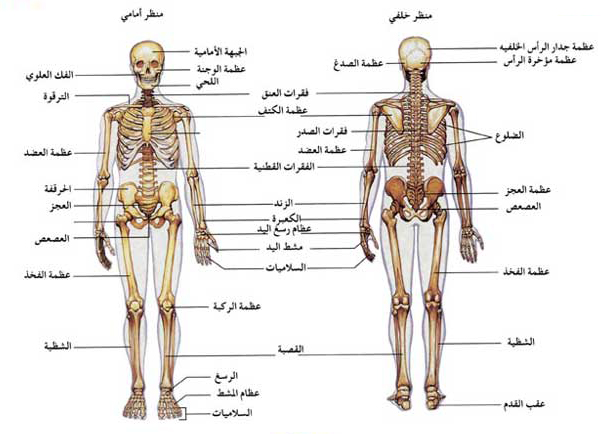 منظر خلفي
منظر أمامي
عظمة جدار الرأس الخلفيه
عظمة مؤخرة الرأس
عظمة الصدغ
الجبهة الأمامية
عظمة الوجنة
اللحي
الفك العلوي
الترقوة
فقرات العنق
عظمة الكتف
فقرات الصدر
الضلوع
عظمة العضد
عظمة العضد
الفقرات القطنية
الحرقفة
العجز
عظمة العجز
العصعص
الزند
الكعبرة
عظام رسغ اليد
مشط اليد
السلاميات
العصعص
عظمة الفخذ
عظمة الفخذ
عظمة الركبة
الشظية
القصبة
الشظية
الرسغ
عظام المشط
السلاميات
عقب القدم